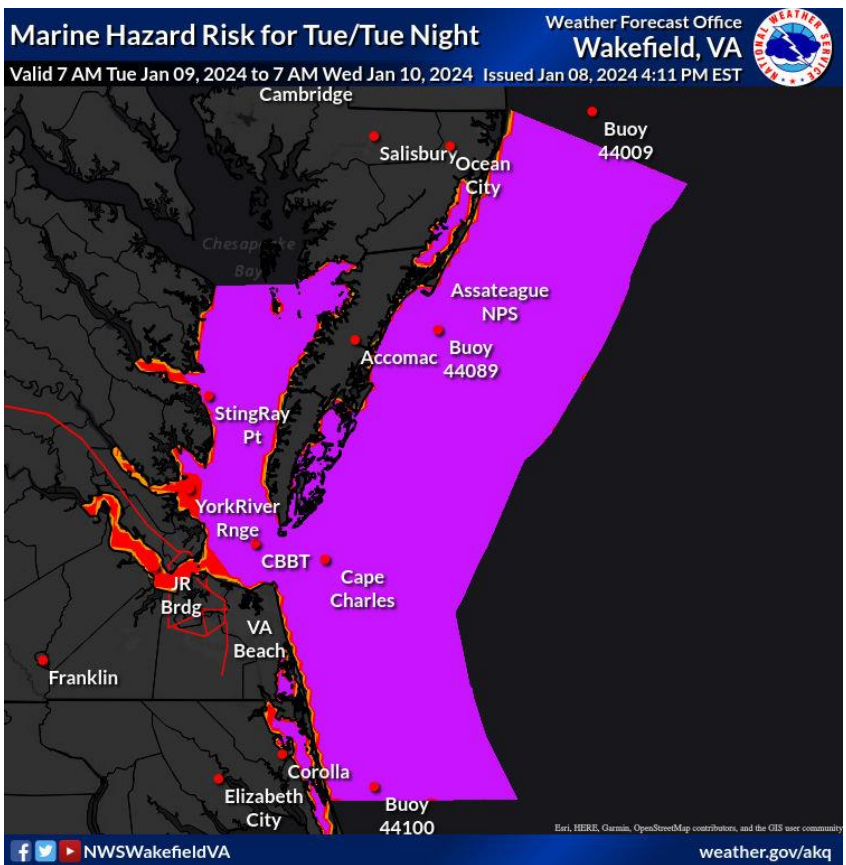 Marine Hazard Risk for Tue/Tue Night
Weather Forecast Office
Wakefield, VA
Valid 7 AM Tue Jan 09, 2024 to 7 AM Wed Jan 10, 2024 Issued Jan 08, 2024 4:11 PM EST
NATIONAL WEATHER SERVICE
Cambridge
Salisbury
Ocean
City
Buoy
44009
Chesapeake
Bay
Assateague
NPS
Accomac
Buoy
44089
StingRay
Pt
YorkRiver
Rnge
CBBT
Cape
Charles
JR
Brdg
VA
Beach
Franklin
Corolla
Elizabeth
City
Buoy
44100
Esri, HERE, Garmin, OpenStreetMap contributors, and the GIS user community
NWSWakefieldVA
weather.gov/akq